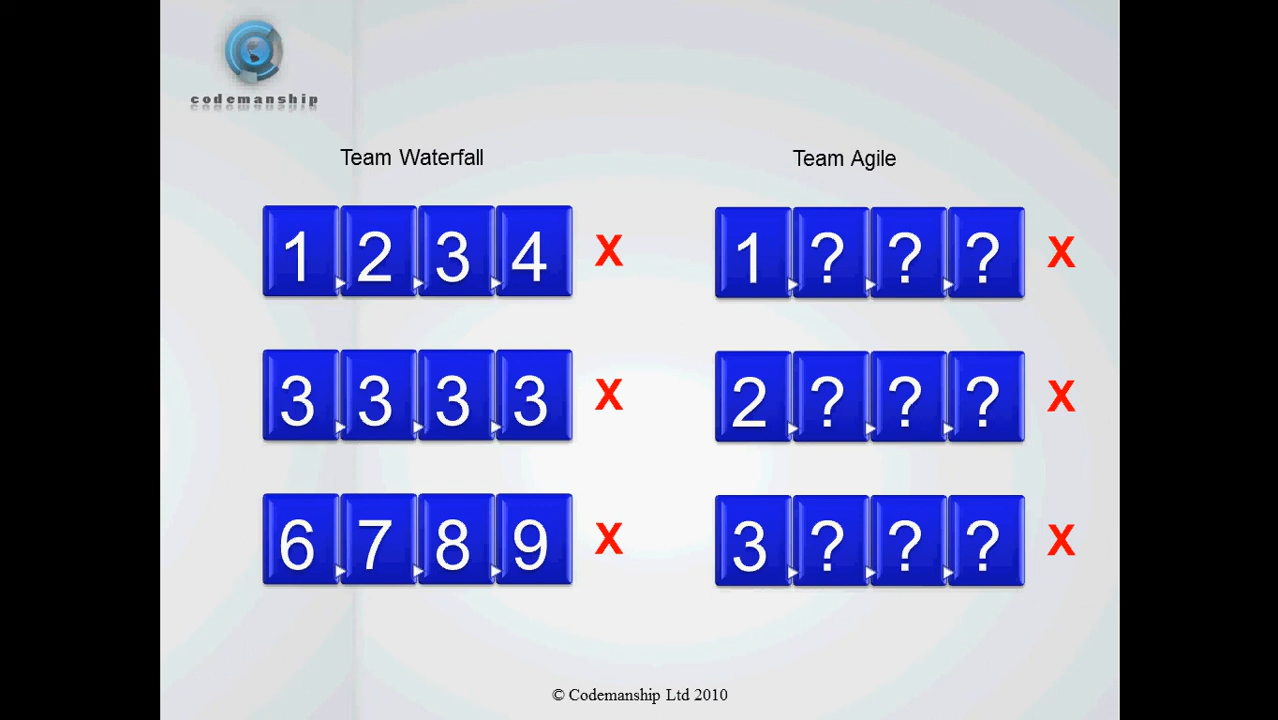 codemanship
Team Waterfall
Team Agile
1 2 3 4 X
1 ? ? ? X
3 3 3 3 X
2 ? ? ? X
6 7 8 9 X
3 ? ? ? X
© Codemanship Ltd 2010